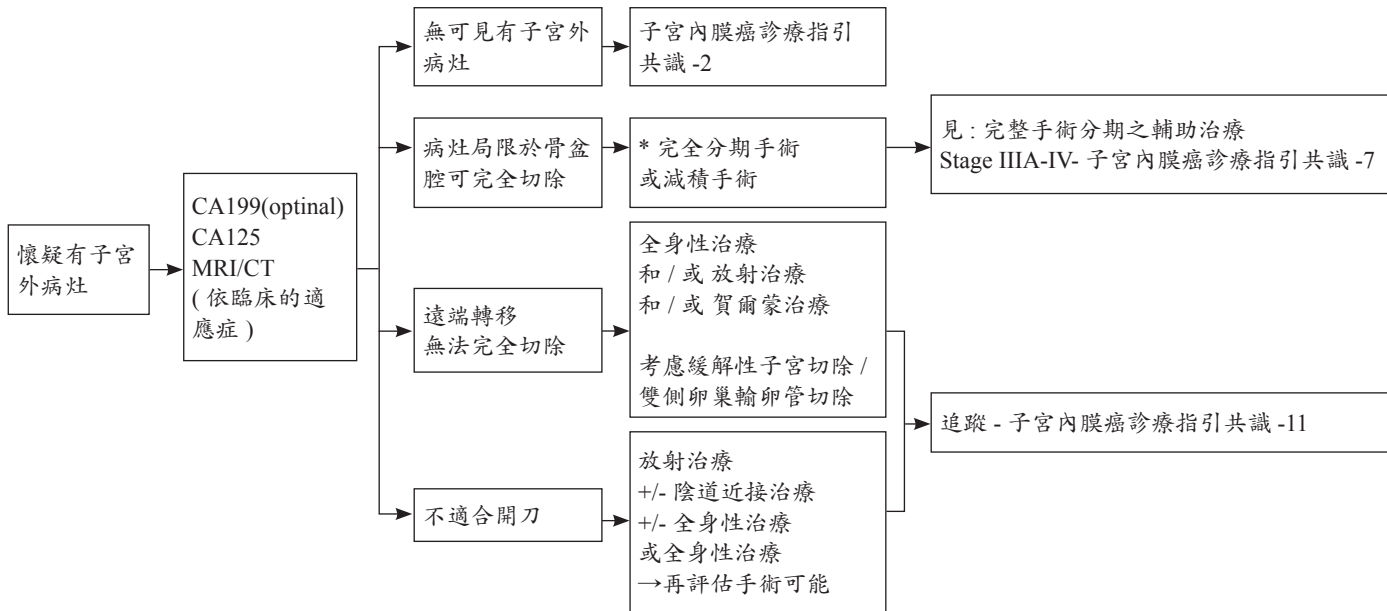 懷疑有子宮
外病灶
CA199(optinal)
CA125
MRI/CT
( 依臨床的適
應症 )
無可見有子宮外
病灶
子宮內膜癌診療指引
共識 -2
病灶局限於骨盆
腔可完全切除
* 完全分期手術
或減積手術
見 : 完整手術分期之輔助治療
Stage IIIA-IV- 子宮內膜癌診療指引共識 -7
遠端轉移
無法完全切除
全身性治療
和 / 或 放射治療
和 / 或 賀爾蒙治療
考慮緩解性子宮切除 /
雙側卵巢輸卵管切除
不適合開刀
放射治療
+/- 陰道近接治療
+/- 全身性治療
或全身性治療
→再評估手術可能
追蹤 - 子宮內膜癌診療指引共識 -11